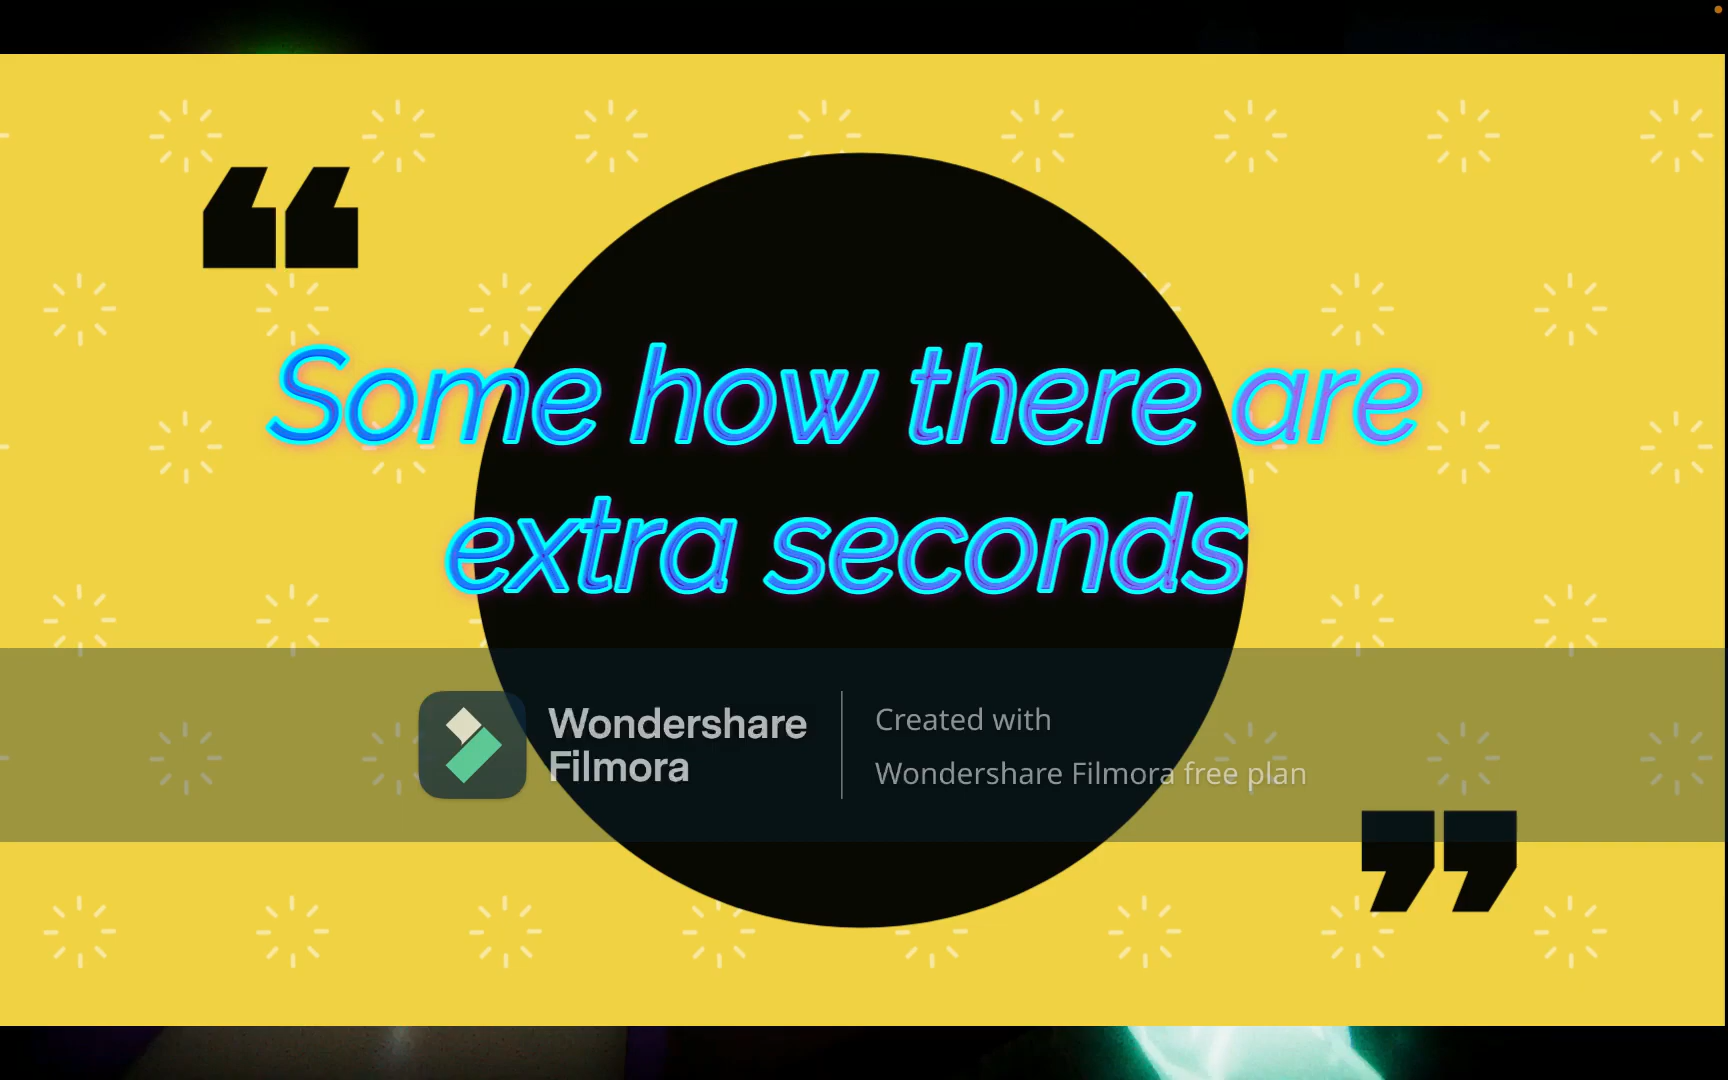 Some how there are
extra seconds
Wondershare
Filmora
Created with
Wondershare Filmora free plan